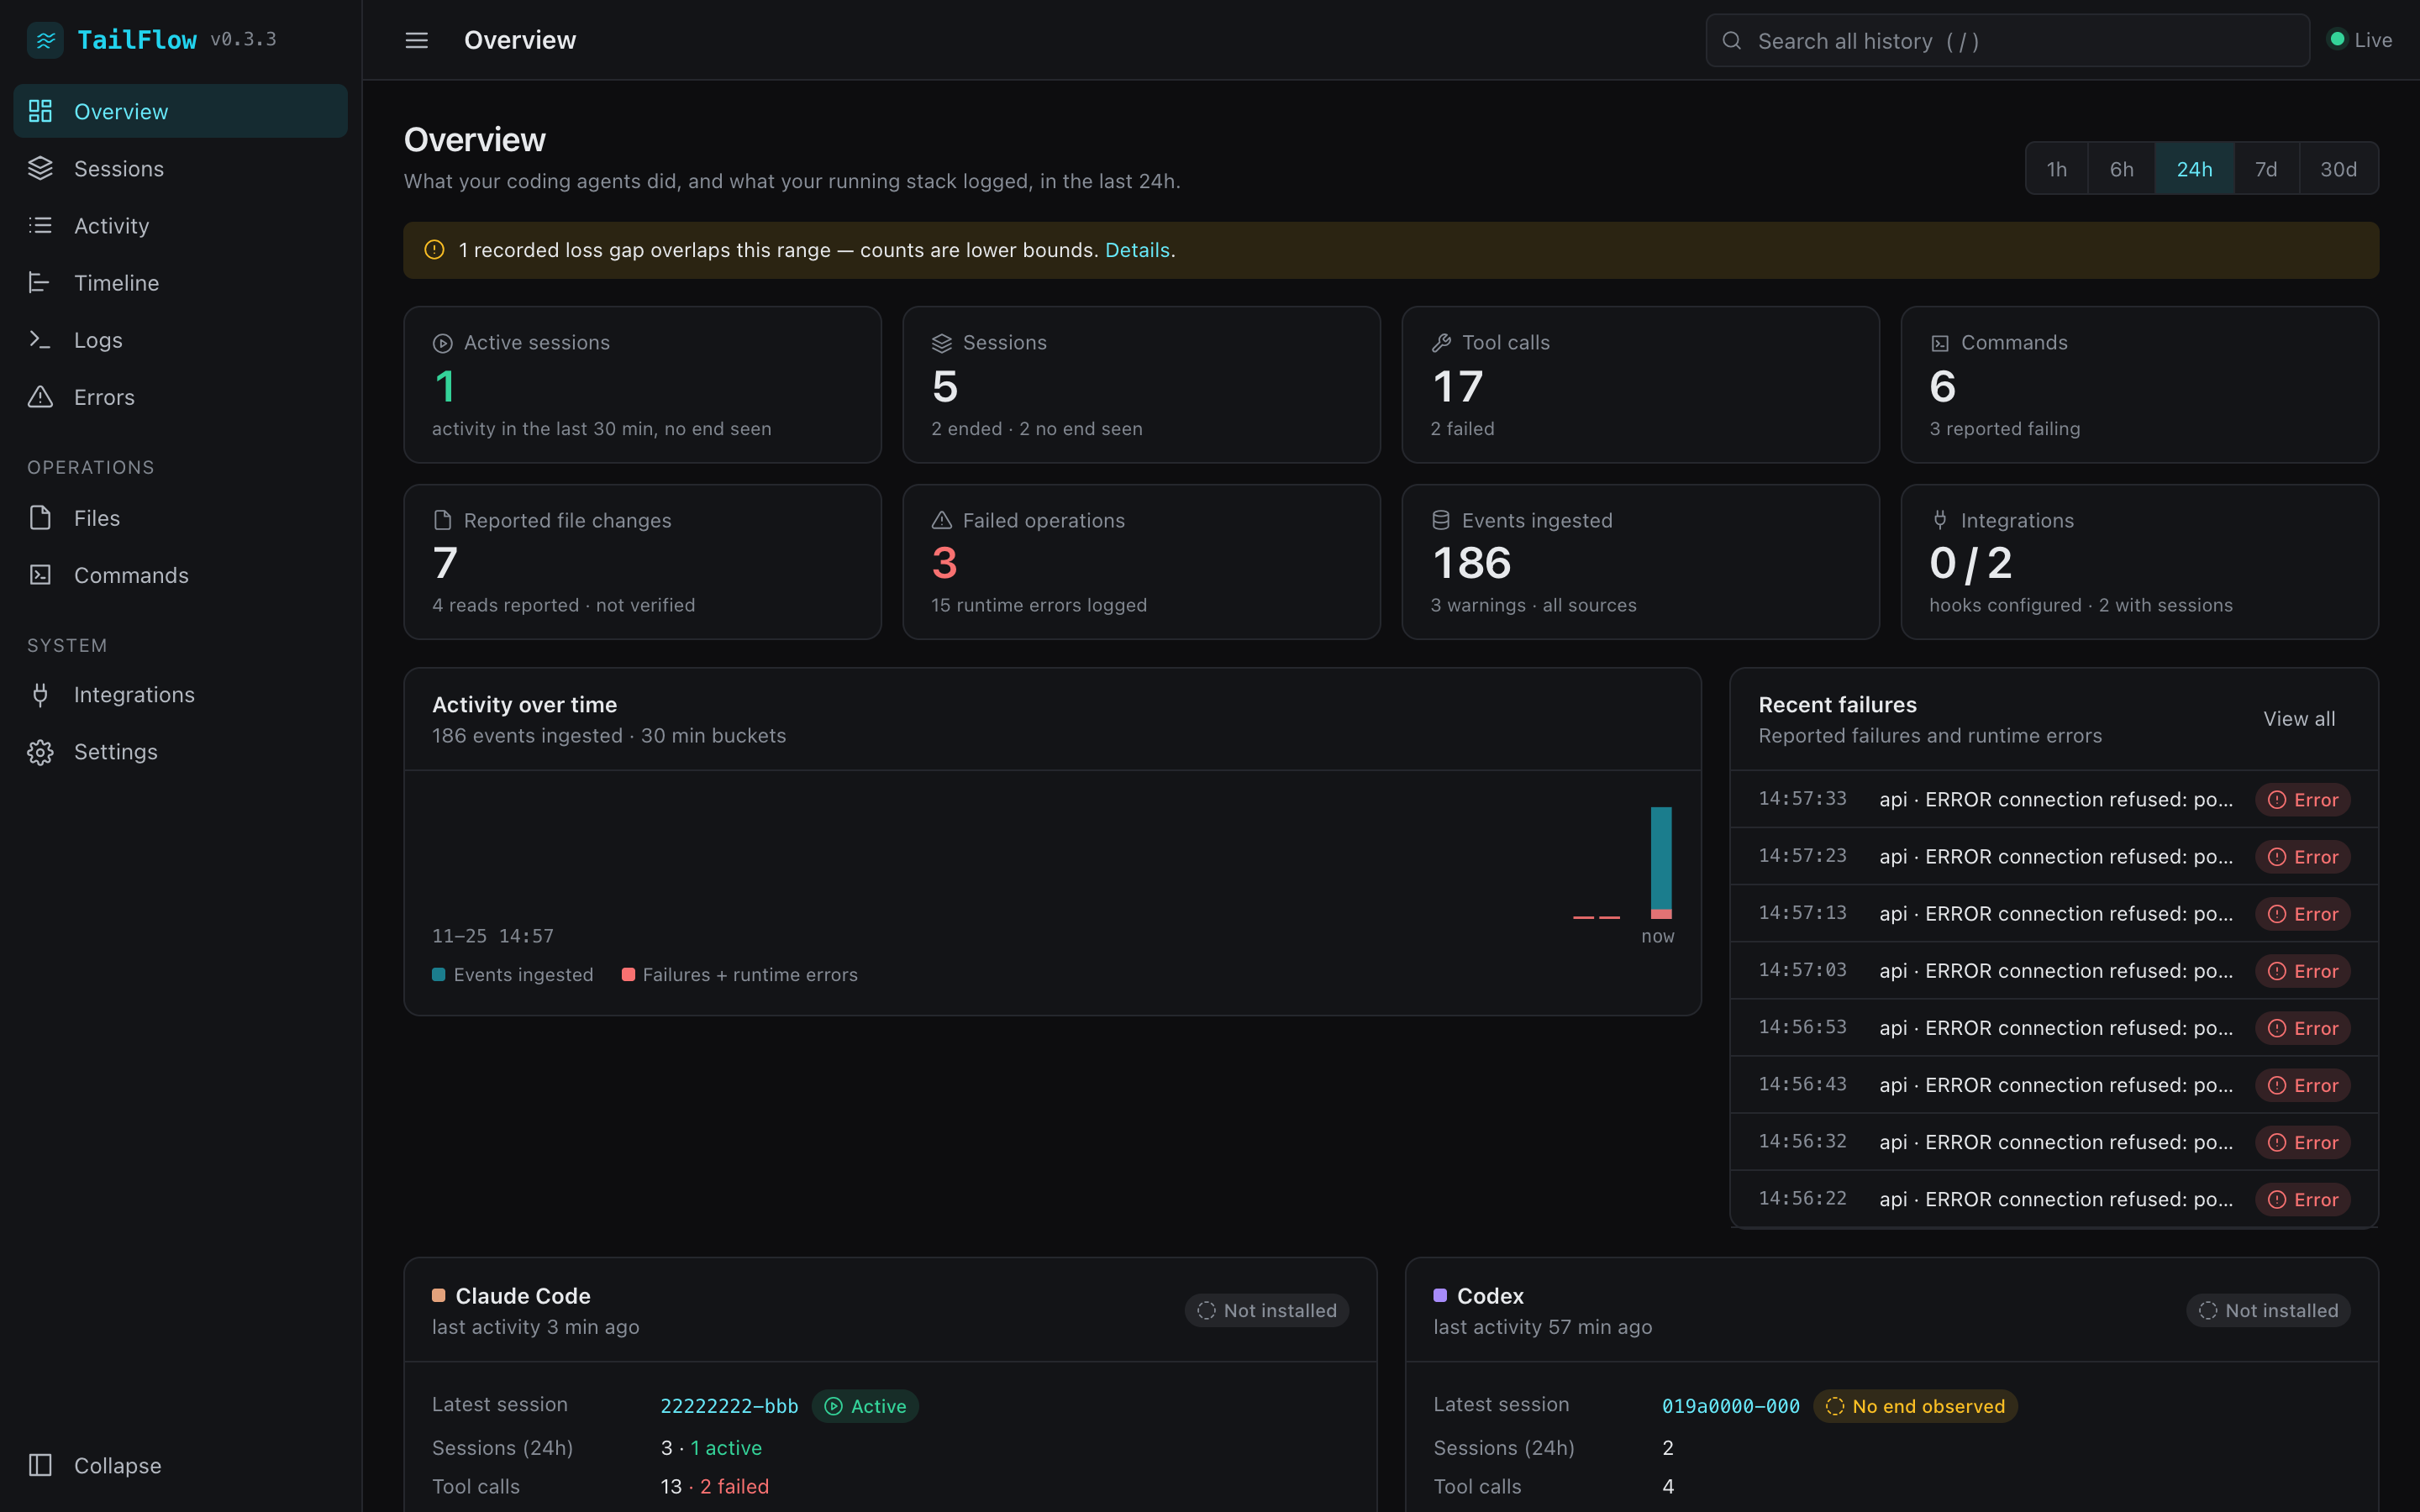 TailFlow v0.3.3
Overview
Sessions
Activity
Timeline
Logs
Errors
OPERATIONS
Files
Commands
SYSTEM
Integrations
Settings
Collapse
Overview
Search all history (/)
Live
Overview
What your coding agents did, and what your running stack logged, in the last 24h.
1h 6h 24h 7d 30d
1 recorded loss gap overlaps this range — counts are lower bounds. Details.
Active sessions
1
activity in the last 30 min, no end seen
Sessions
5
2 ended · 2 no end seen
Tool calls
17
2 failed
Commands
6
3 reported failing
Reported file changes
7
4 reads reported · not verified
Failed operations
3
15 runtime errors logged
Events ingested
186
3 warnings · all sources
Integrations
0/2
hooks configured · 2 with sessions
Activity over time
186 events ingested · 30 min buckets
11-25 14:57
now
Events ingested
Failures + runtime errors
Recent failures
Reported failures and runtime errors
View all
14:57:33 api · ERROR connection refused: po... Error
14:57:23 api · ERROR connection refused: po... Error
14:57:13 api · ERROR connection refused: po... Error
14:57:03 api · ERROR connection refused: po... Error
14:56:53 api · ERROR connection refused: po... Error
14:56:43 api · ERROR connection refused: po... Error
14:56:32 api · ERROR connection refused: po... Error
14:56:22 api · ERROR connection refused: po... Error
Claude Code
last activity 3 min ago
Not installed
Latest session 22222222-bbb Active
Sessions (24h) 3 · 1 active
Tool calls 13 · 2 failed
Codex
last activity 57 min ago
Not installed
Latest session 019a0000-000 No end observed
Sessions (24h) 2
Tool calls 4